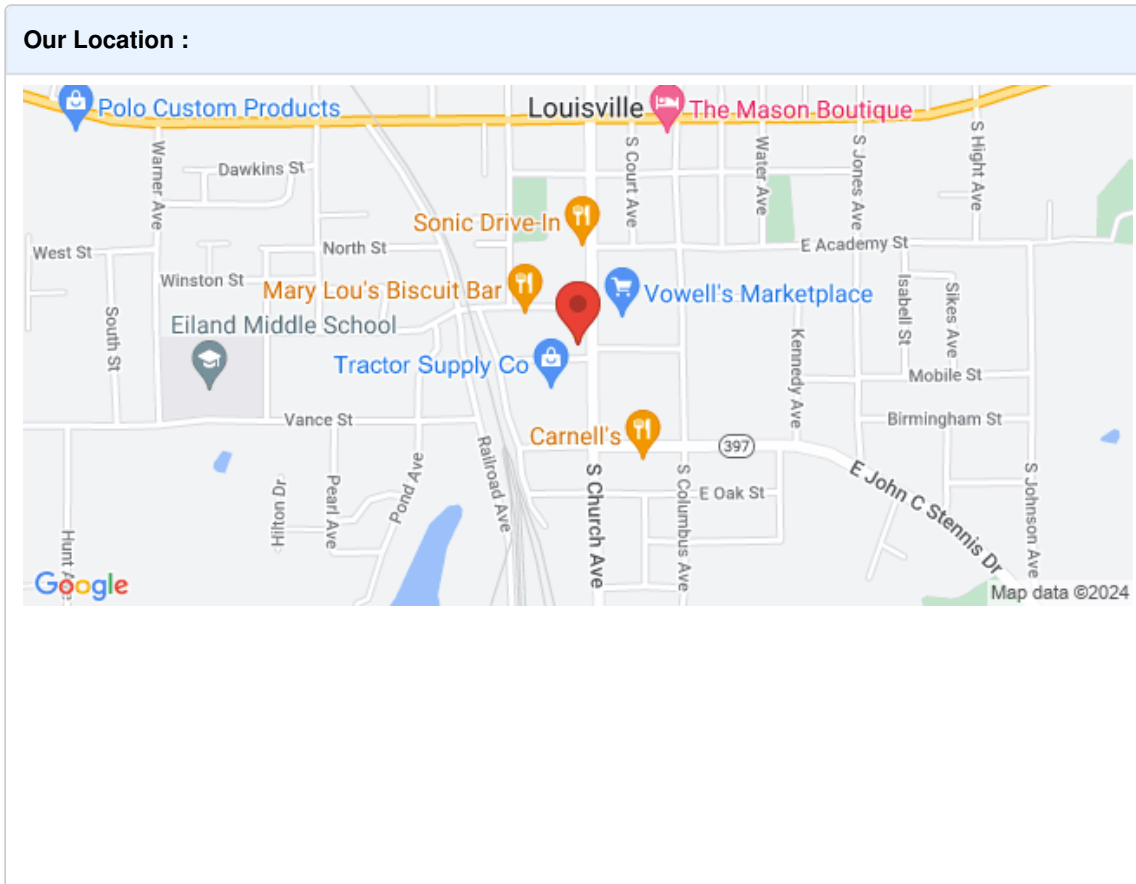 Our Location :
Polo Custom Products
Louisville
The Mason Boutique
Warner Ave
Dawkins St
S Court Ave
Water Ave
S Jones Ave
S Hight Ave
Sonic Drive-In
West St
North St
E Academy St
Winston St
Mary Lou's Biscuit Bar
Vowell's Marketplace
Isabell St
Sikes Ave
South St
Eiland Middle School
Kennedy Ave
Tractor Supply Co
Mobile St
Vance St
Birmingham St
Carnell's
397
Railroad Ave
Pond Ave
Pearl Ave
Hilton Dr.
S Church Ave
S Columbus Ave
E Oak St
E John C Stennis Dr
S Johnson Ave
Hunt Ave
Google
Map data ©2024